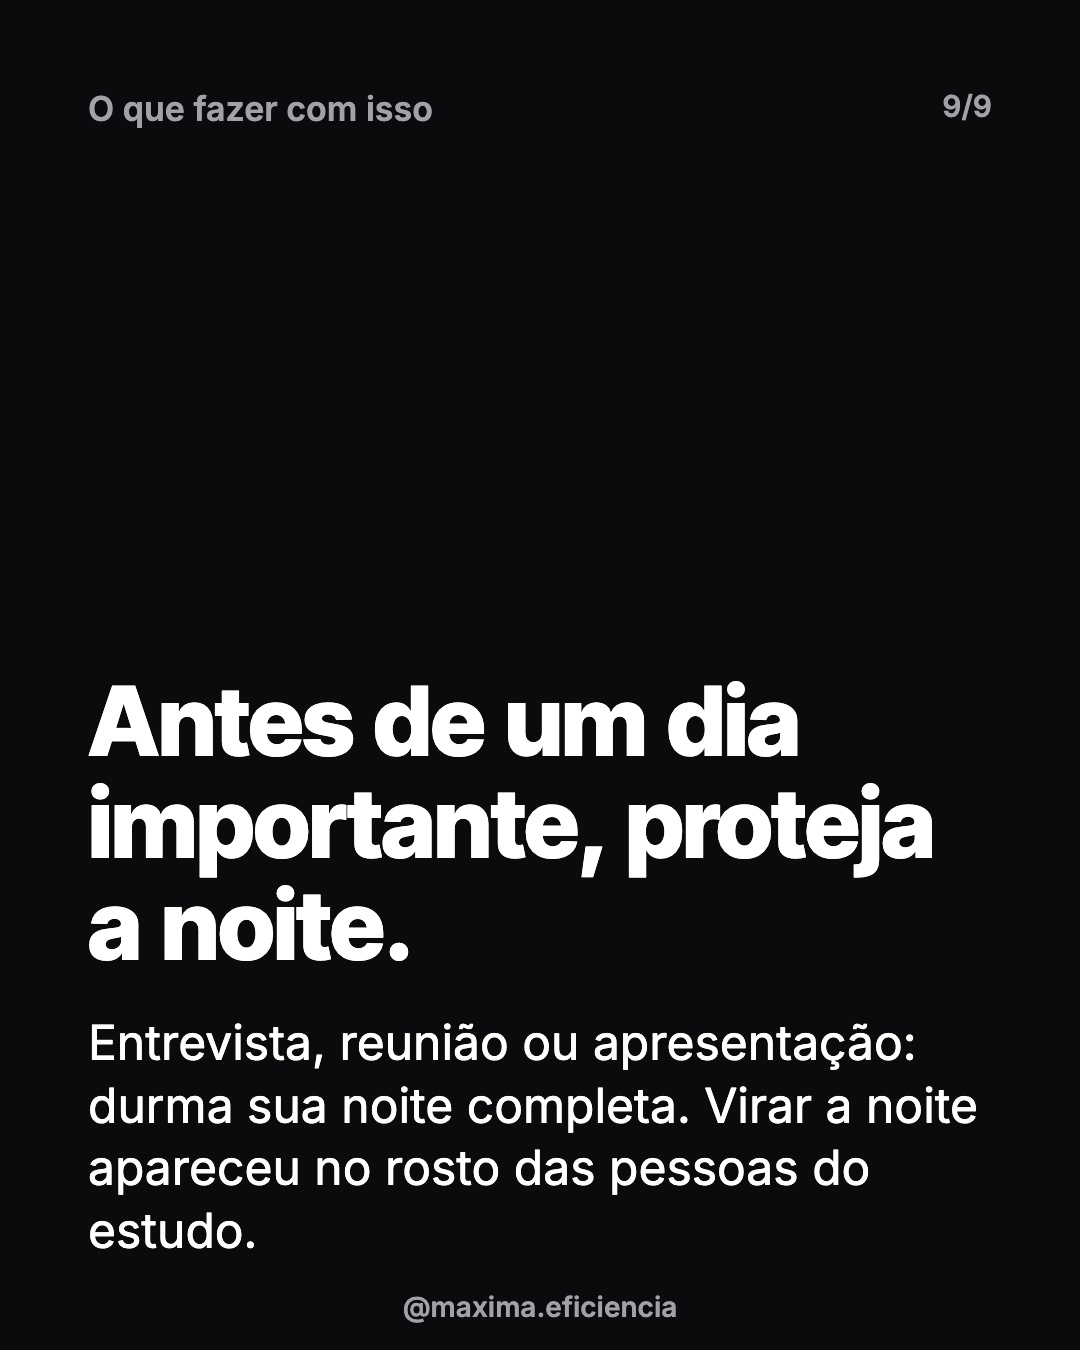 O que fazer com isso
9/9
Antes de um dia
importante, proteja
a noite.
Entrevista, reunião ou apresentação:
durma sua noite completa. Virar a noite
apareceu no rosto das pessoas do
estudo.
@maxima.eficiencia